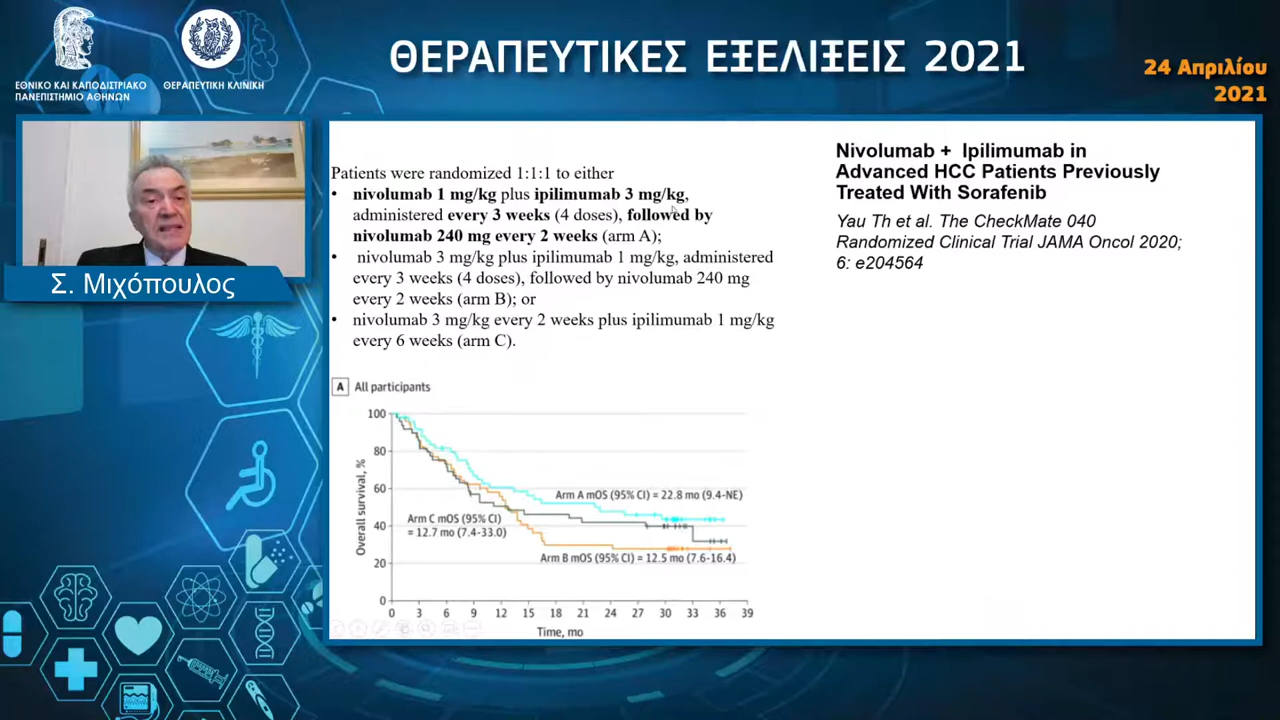 ΕΘΝΙΚΟ ΚΑΙ ΚΑΠΟΔΙΣΤΡΙΑΚΟ
ΠΑΝΕΠΙΣΤΗΜΙΟ ΑΘΗΝΩΝ
ΘΕΡΑΠΕΥΤΙΚΗ ΚΛΙΝΙΚΗ
ΘΕΡΑΠΕΥΤΙΚΕΣ ΕΞΕΛΙΞΕΙΣ 2021
24 Απριλίου
2021
Σ. Μιχόπουλος
Patients were randomized 1:1:1 to either
• nivolumab 1 mg/kg plus ipilimumab 3 mg/kg,
administered every 3 weeks (4 doses), followed by
nivolumab 240 mg every 2 weeks (arm A);
• nivolumab 3 mg/kg plus ipilimumab 1 mg/kg, administered
every 3 weeks (4 doses), followed by nivolumab 240 mg
every 2 weeks (arm B); or
• nivolumab 3 mg/kg every 2 weeks plus ipilimumab 1 mg/kg
every 6 weeks (arm C).
Nivolumab + Ipilimumab in
Advanced HCC Patients Previously
Treated With Sorafenib
Yau Th et al. The CheckMate 040
Randomized Clinical Trial JAMA Oncol 2020;
6: e204564
A All participants
Overall survival, %
100
80
60
40
20
0
Arm A mOS (95% CI) = 22.8 mo (9.4-NE)
Arm C mOS (95% CI)
= 12.7 mo (7.4-33.0)
Arm B mOS (95% CI) = 12.5 mo (7.6-16.4)
0 3 6 9 12 15 18 21 24 27 30 33 36 39
Time, mo